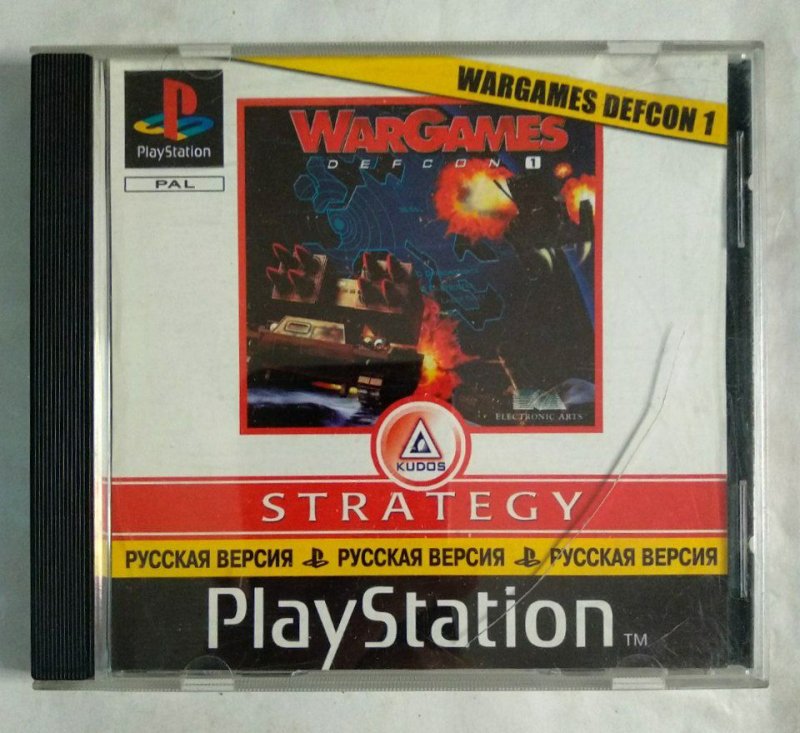 WARGAMES DEFCON 1
PlayStation
PAL
WARGAMES
DEFCON 1
ELECTRONIC ARTS
KUDOS
STRATEGY
РУССКАЯ ВЕРСИЯ РУССКАЯ ВЕРСИЯ РУССКАЯ ВЕРСИЯ
PlayStation TM